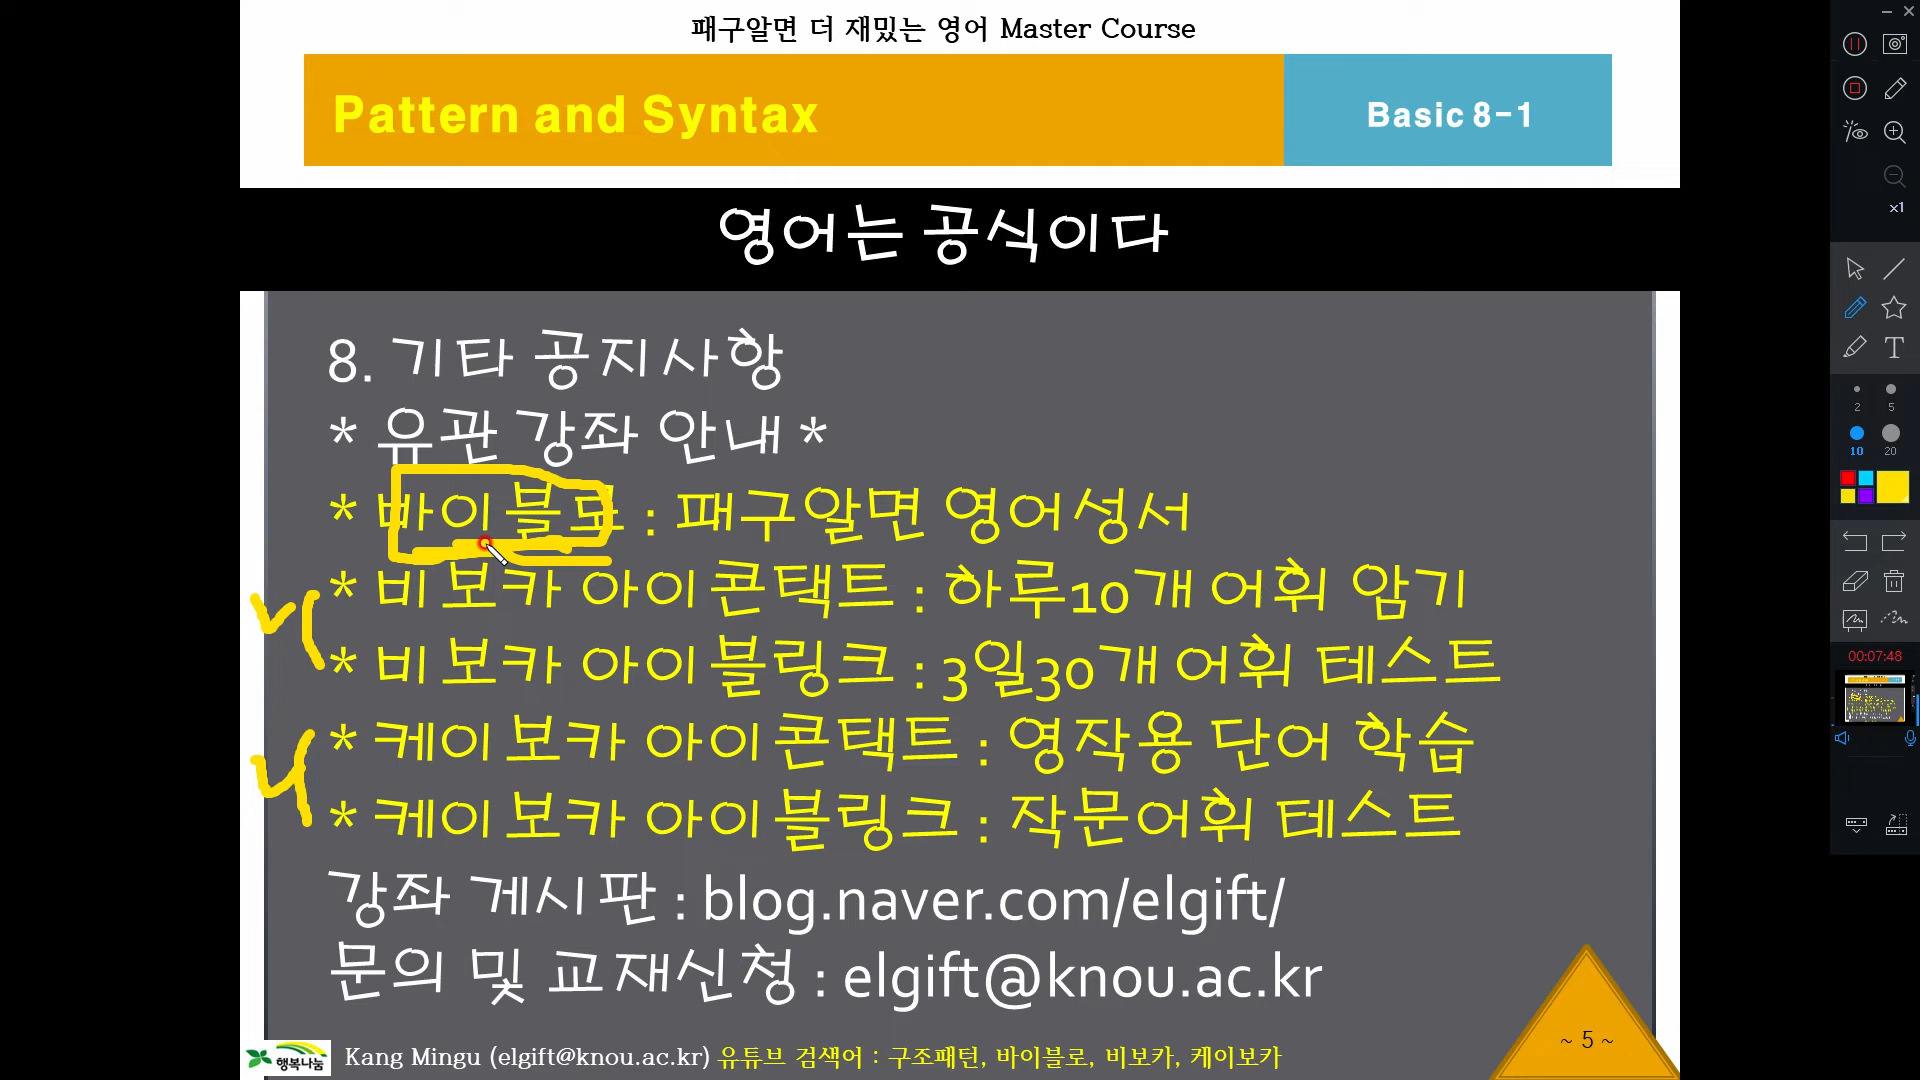 패구알면 더 재밌는 영어 Master Course
Pattern and Syntax
Basic 8-1
영어는 공식이다
8. 기타 공지사항
* 유관 강좌 안내 *
* 바이블로 : 패구알면 영어성서
* 비보카 아이콘택트 : 하루10개 어휘 암기
* 비보카 아이블링크 : 3일30개 어휘 테스트
* 케이보카 아이콘택트 : 영작용 단어 학습
* 케이보카 아이블링크 : 작문어휘 테스트
강좌 게시판 : blog.naver.com/elgift/
문의 및 교재신청 : elgift@knou.ac.kr
~ 5 ~
행복나눔
Kang Mingu (elgift@knou.ac.kr) 유튜브 검색어 : 구조패턴, 바이블로, 비보카, 케이보카
x1
T
2 5
10 20
00:07:48